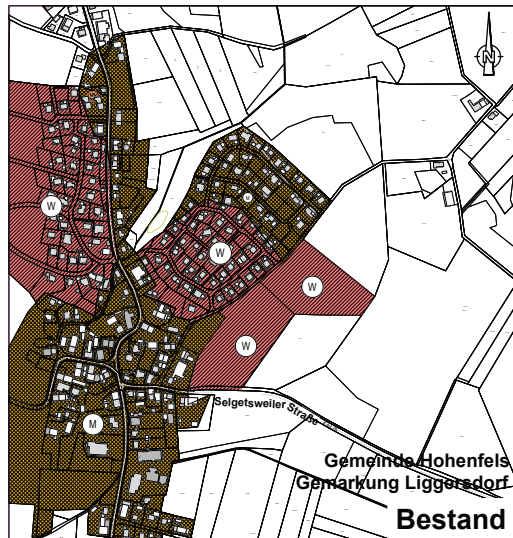 N
W
W
W
W
M
Selgetsweiler Straße
Gemeinde Hohenfels
Gemarkung Liggersdorf
Bestand